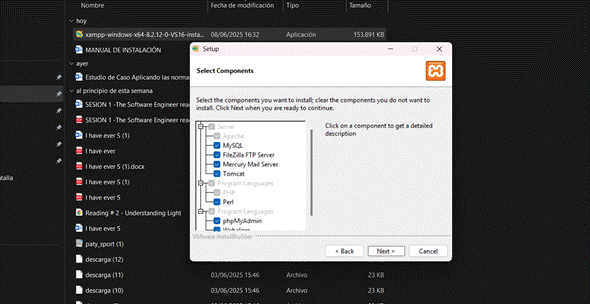 Nombre Fecha de modificación Tipo Tamaño
hoy
xampp-windows-x64-8.2.12-0-VS16-insta... 08/06/2025 16:32 Aplicación 153.891 KB
MANUAL DE INSTALACIÓN
ayer
Estudio de Caso Aplicando las normas
al principio de esta semana
SESION 1 -The Software Engineer rea
SESION 1 -The Software Engineer rea
I have ever S (1)
I have ever
I have ever S (1).docx
I have ever S (1)
I have ever S (1)
Reading # 2 - Understanding Light
I have ever S
paty_sport (1)
descarga (12)
descarga (11) 03/06/2025 15:46 Archivo 23 KB
descarga (10) 03/06/2025 15:46 Archivo 23 KB
talla
Setup
Select Components
Select the components you want to install; clear the components you do not want to
install. Click Next when you are ready to continue.
Server
Apache
MySQL
FileZilla FTP Server
Mercury Mail Server
Tomcat
Program Languages
PHP
Perl
Program Languages
phpMyAdmin
Webalizer
Click on a component to get a detailed
description
VMware InstallBuilder
< Back
Next >
Cancel